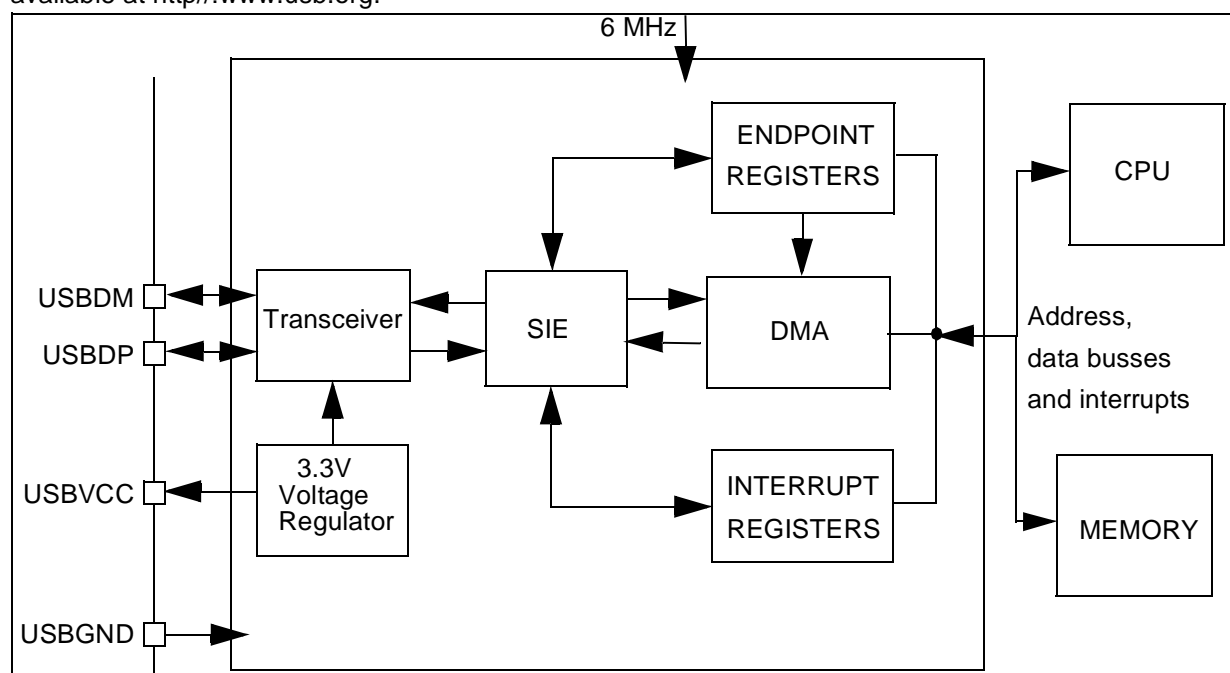 available at http//:www.usb.org.
6 MHz
ENDPOINT
REGISTERS
CPU
USBDM
Transceiver
SIE
DMA
Address,
data busses
and interrupts
USBDP
3.3V
Voltage
Regulator
USBVCC
INTERRUPT
REGISTERS
MEMORY
USBGND